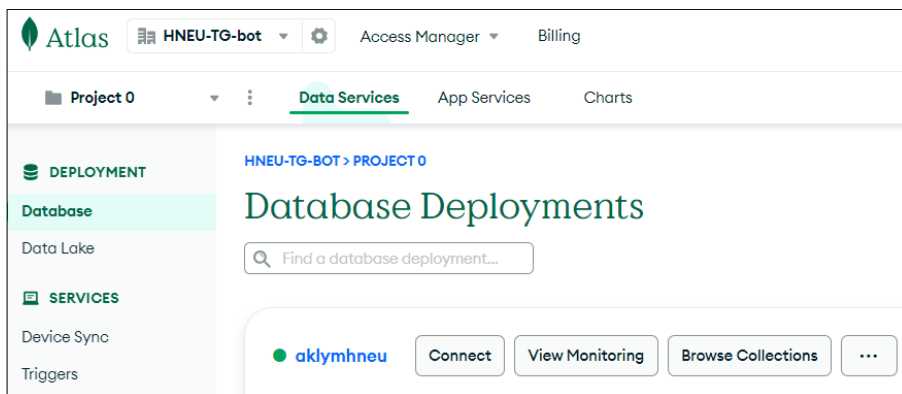 Atlas HNEU-TG-bot Access Manager Billing
Project 0 Data Services App Services Charts
DEPLOYMENT
Database
Data Lake
SERVICES
Device Sync
Triggers
HNEU-TG-BOT > PROJECT 0
Database Deployments
Find a database deployment...
aklymhneu Connect View Monitoring Browse Collections ...